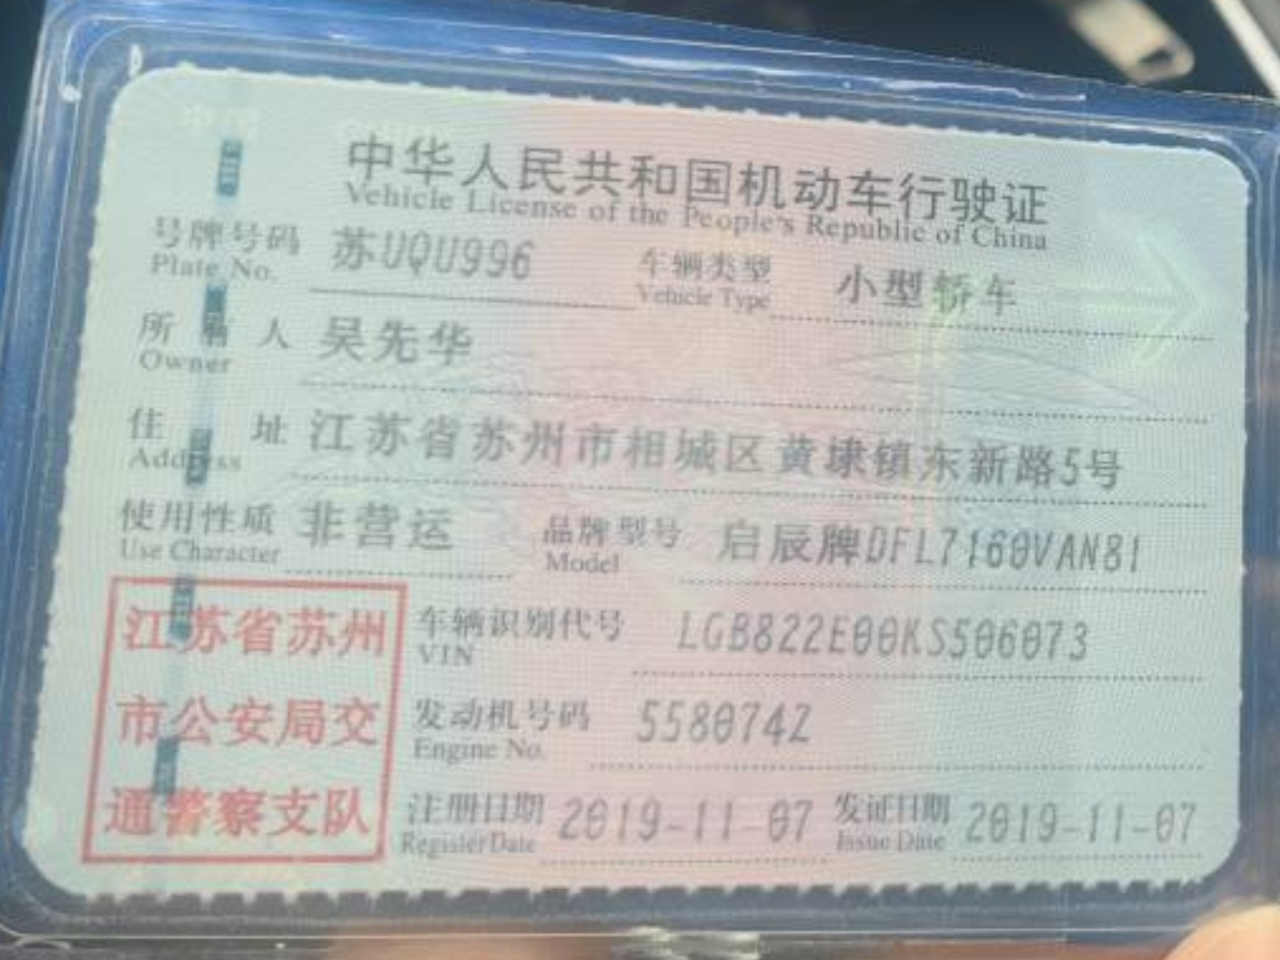 中华人民共和国机动车行驶证
Vehicle License of the People's Republic of China
号牌号码 苏UQU996 车辆类型 小型轿车
Plate No. Vehicle Type
所 人 吴先华
Owner
住 址 江苏省苏州市相城区黄埭镇东新路5号
Address
使用性质 非营运 品牌型号 启辰牌DFL7160VAN81
Use Character Model
江苏省苏州 车辆识别代号 LGB822E00KS506073
VIN
市公安局交 发动机号码 558074Z
Engine No.
通警察支队 注册日期 2019-11-07 发证日期 2019-11-07
Register Date Issue Date